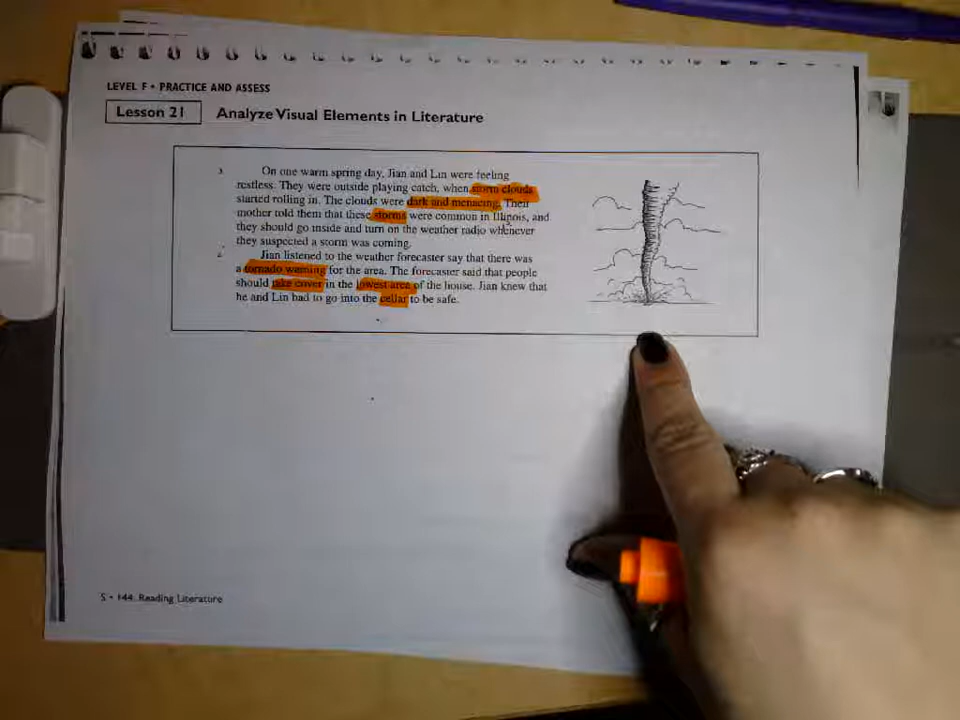 LEVEL F • PRACTICE AND ASSESS
Lesson 21 Analyze Visual Elements in Literature
On one warm spring day, Jian and Lin were feeling
restless. They were outside playing catch, when storm clouds
started rolling in. The clouds were dark and menacing. Their
mother told them that these storms were common in Illinois, and
they should go inside and turn on the weather radio whenever
they suspected a storm was coming.
Jian listened to the weather forecaster say that there was
a tornado warning for the area. The forecaster said that people
should take cover in the lowest area of the house. Jian knew that
he and Lin had to go into the cellar to be safe.
S • 144 Reading Literature